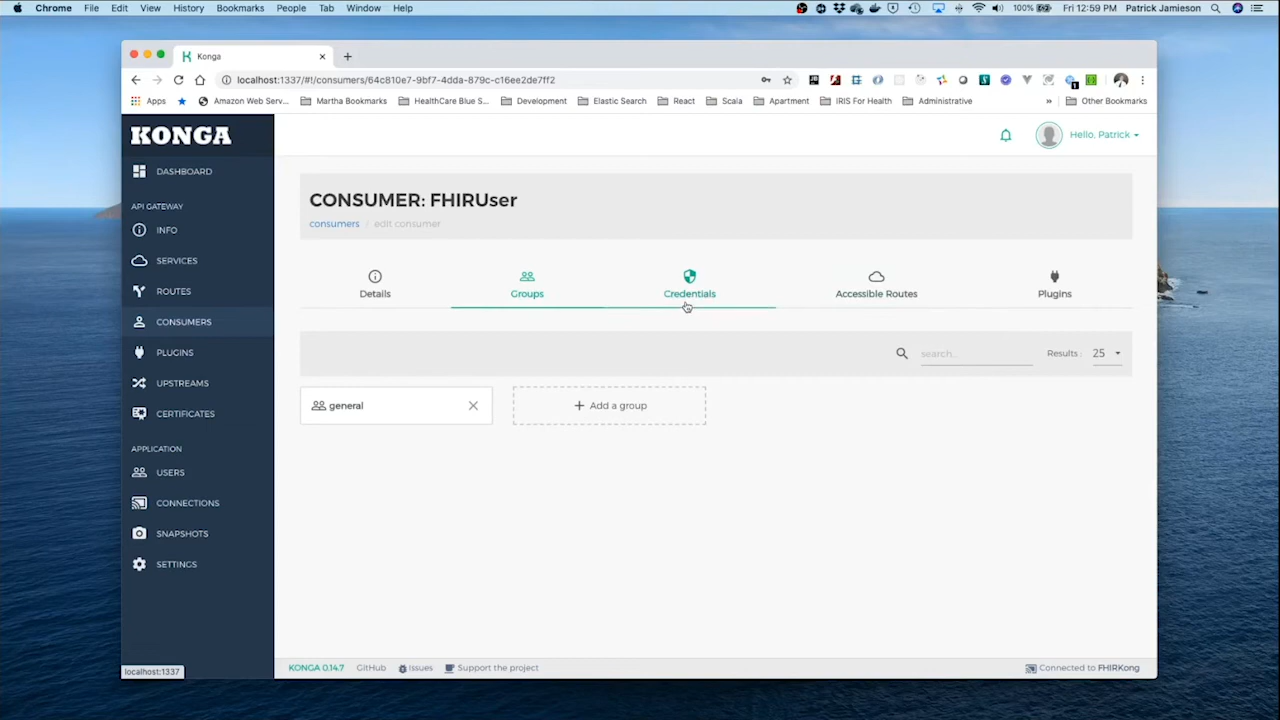 Chrome File Edit View History Bookmarks People Tab Window Help 100% Fri 12:59 PM Patrick Jamieson
Konga
localhost:1337/#!/consumers/64c810e7-9bf7-4dda-879c-c16ee2de7ff2
Apps Amazon Web Serv... Martha Bookmarks HealthCare Blue S... Development Elastic Search React Scala Apartment IRIS For Health Administrative » Other Bookmarks
KONGA
Hello, Patrick
DASHBOARD
API GATEWAY
INFO
SERVICES
ROUTES
CONSUMERS
PLUGINS
UPSTREAMS
CERTIFICATES
APPLICATION
USERS
CONNECTIONS
SNAPSHOTS
SETTINGS
CONSUMER: FHIRUser
consumers / edit consumer
Details Groups Credentials Accessible Routes Plugins
search... Results : 25
general + Add a group
KONGA 0.14.7 GitHub Issues Support the project Connected to FHIRKong
localhost:1337